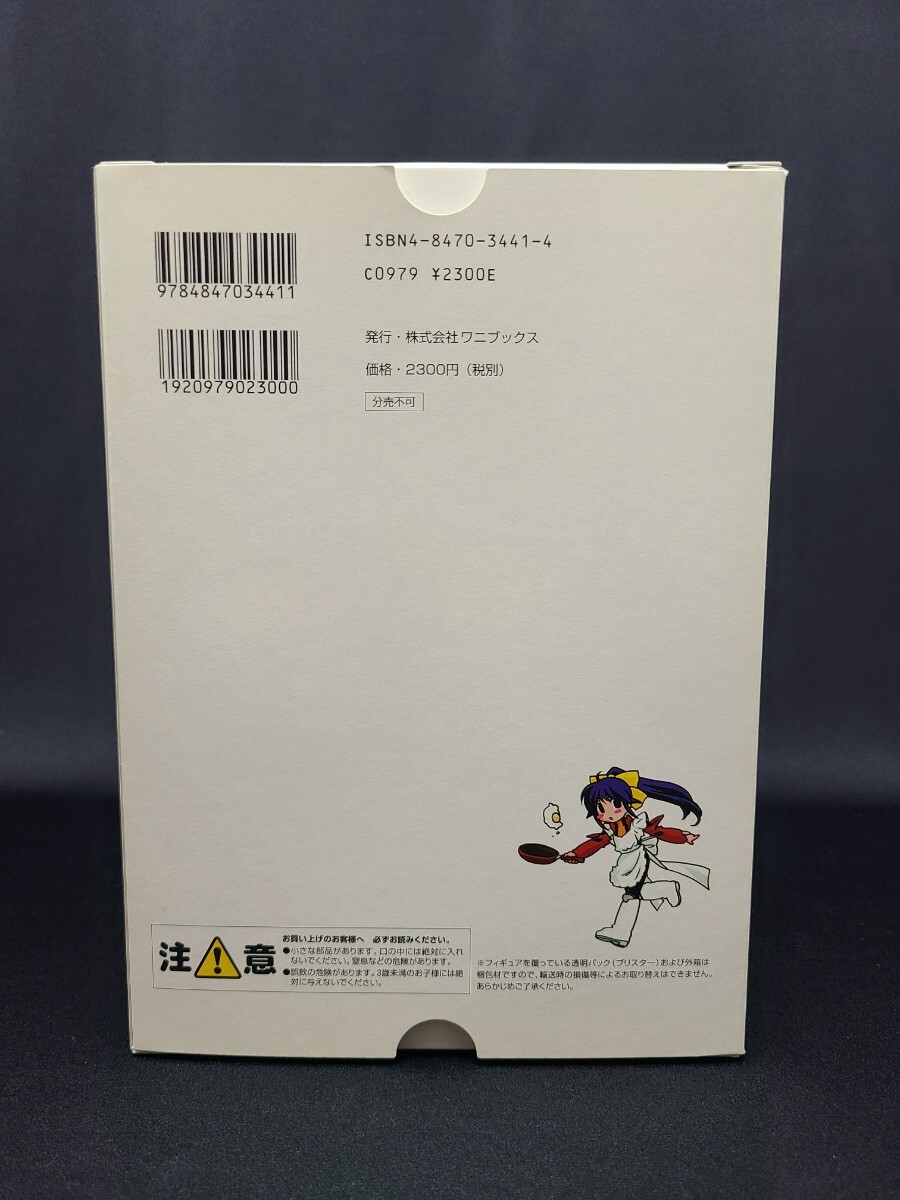 9784847034411
ISBN4-8470-3441-4
C0979 ¥2300E
1920979023000
発行・株式会社ワニブックス
価格・2300円（税別）
分売不可
注意
お買い上げのお客様へ　必ずお読みください。
●小さな部品があります。口の中には絶対に入れ
ないでください。窒息などの危険があります。
●誤飲の危険があります。3歳未満のお子様には絶
対に与えないでください。
※フィギュアを覆っている透明パック（ブリスター）および外箱は
梱包材ですので、輸送時の損傷等によるお取り替えはできません。
あらかじめご了承ください。